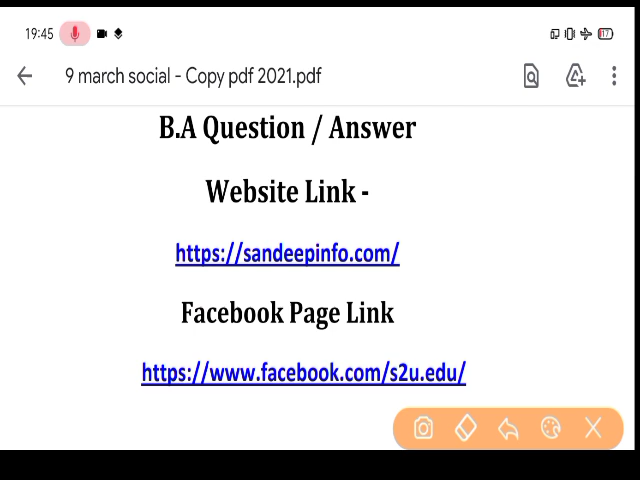 19:45
17
9 march social - Copy pdf 2021.pdf
B.A Question / Answer
Website Link -
https://sandeepinfo.com/
Facebook Page Link
https://www.facebook.com/s2u.edu/